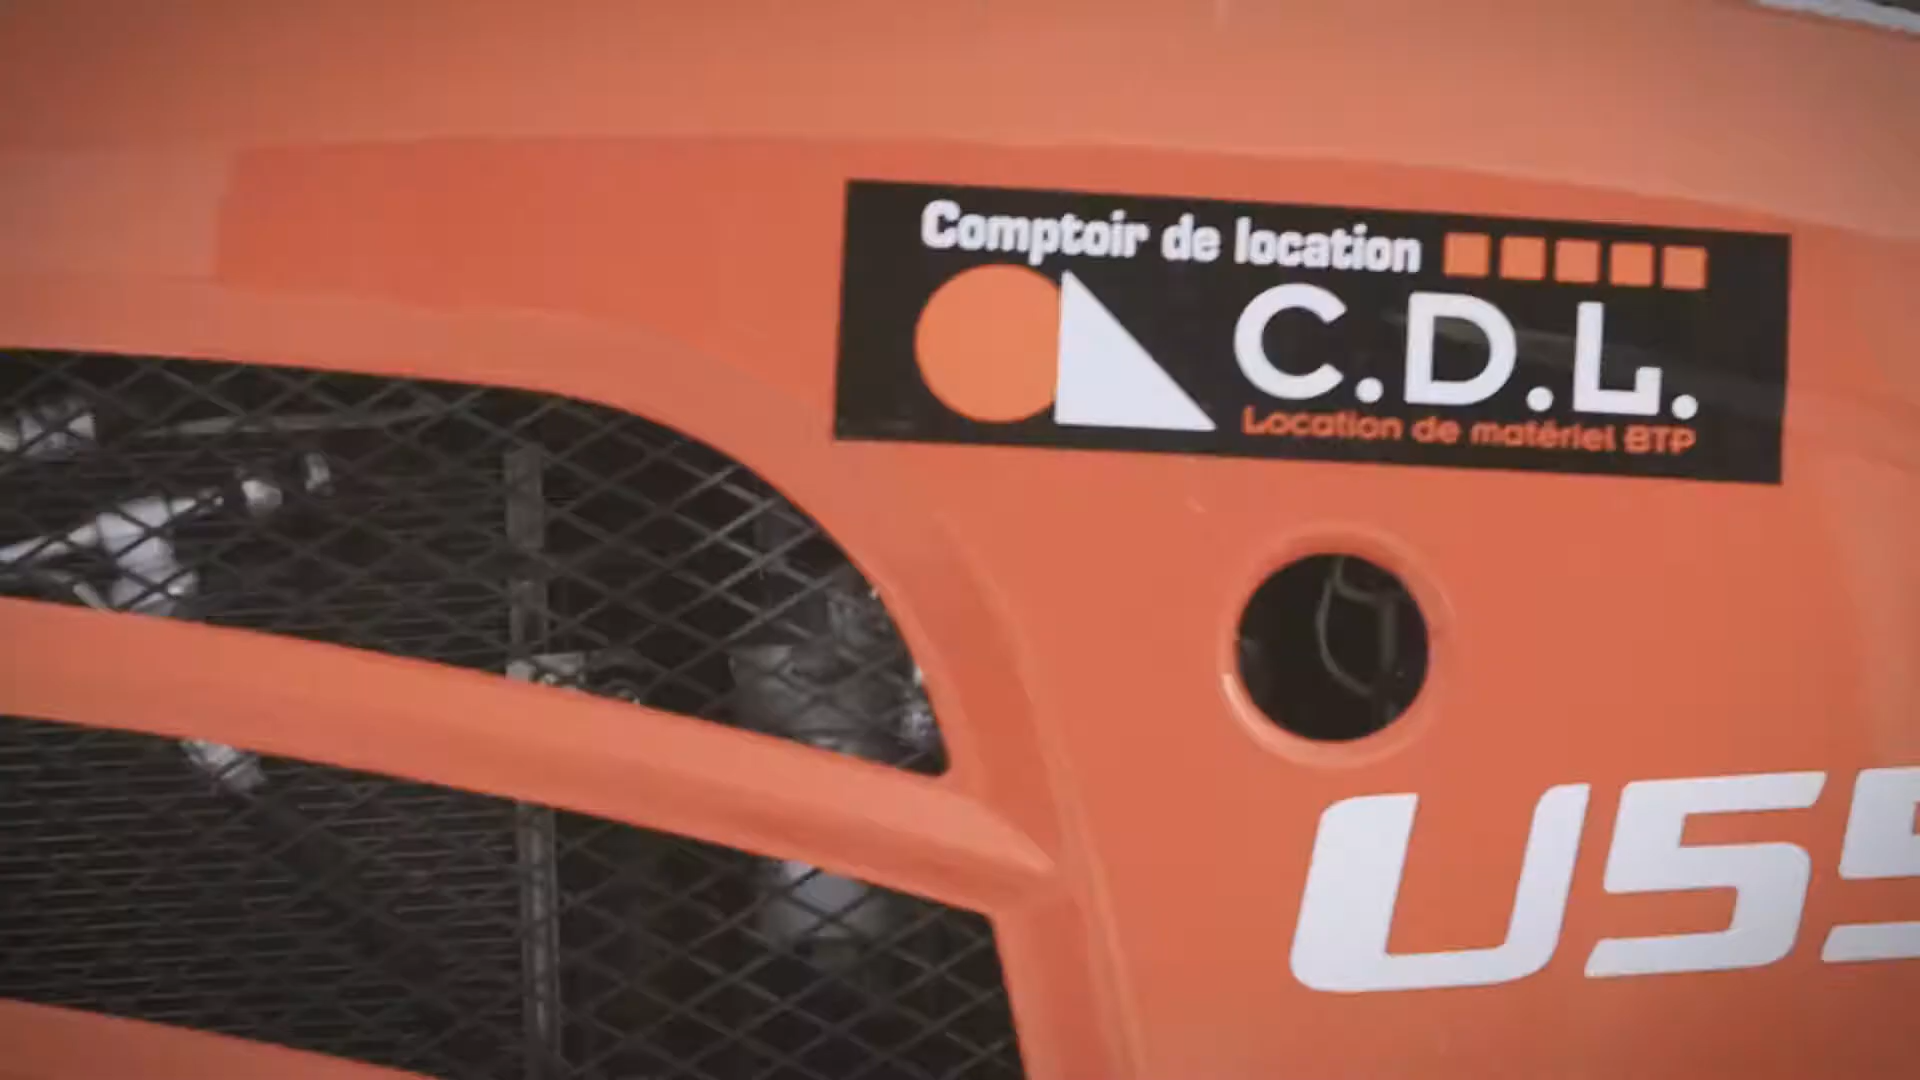 Comptoir de location
C.D.L.
Location de matériel BTP
U55